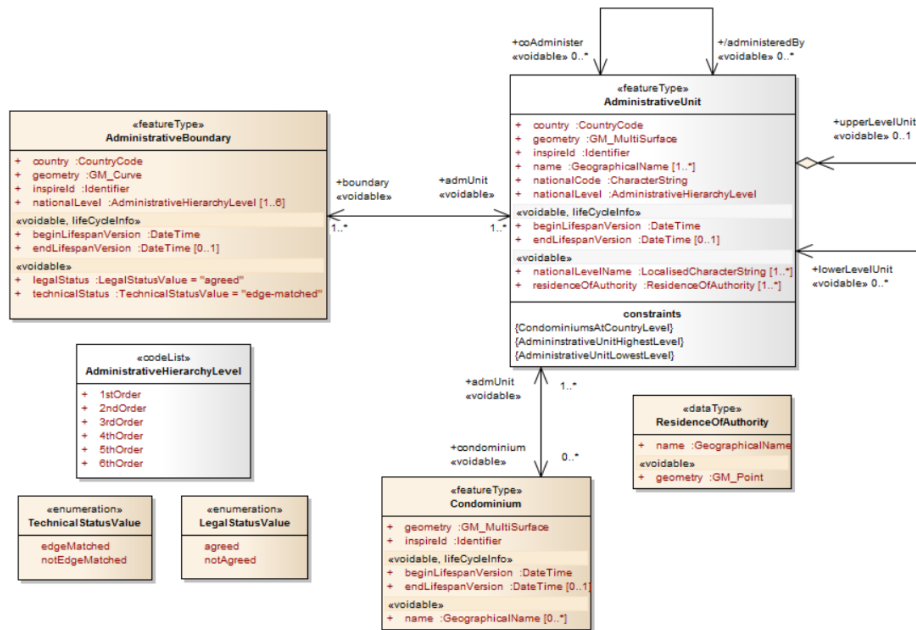 +coAdminister
«voidable» 0..*
+/administeredBy
«voidable» 0..*
«featureType»
AdministrativeUnit
+ country :CountryCode
+ geometry :GM_MultiSurface
+ inspireId :Identifier
+ name :GeographicalName [1..*]
+ nationalCode :CharacterString
+ nationalLevel :AdministrativeHierarchyLevel
«voidable, lifeCycleInfo»
+ beginLifespanVersion :DateTime
+ endLifespanVersion :DateTime [0..1]
«voidable»
+ nationalLevelName :LocalisedCharacterString [1..*]
+ residenceOfAuthority :ResidenceOfAuthority [1..*]
constraints
{CondominiumsAtCountryLevel}
{AdmininstrativeUnitHighestLevel}
{AdministrativeUnitLowestLevel}
+upperLevelUnit
«voidable» 0..1
+lowerLevelUnit
«voidable» 0..*
«featureType»
AdministrativeBoundary
+ country :CountryCode
+ geometry :GM_Curve
+ inspireId :Identifier
+ nationalLevel :AdministrativeHierarchyLevel [1..6]
«voidable, lifeCycleInfo»
+ beginLifespanVersion :DateTime
+ endLifespanVersion :DateTime [0..1]
«voidable»
+ legalStatus :LegalStatusValue = "agreed"
+ technicalStatus :TechnicalStatusValue = "edge-matched"
+boundary
«voidable»
1..*
+admUnit
«voidable»
1..*
«codeList»
AdministrativeHierarchyLevel
+ 1stOrder
+ 2ndOrder
+ 3rdOrder
+ 4thOrder
+ 5thOrder
+ 6thOrder
+admUnit
«voidable»
1..*
+condominium
«voidable»
0..*
«dataType»
ResidenceOfAuthority
+ name :GeographicalName
«voidable»
+ geometry :GM_Point
«enumeration»
TechnicalStatusValue
edgeMatched
notEdgeMatched
«enumeration»
LegalStatusValue
agreed
notAgreed
«featureType»
Condominium
+ geometry :GM_MultiSurface
+ inspireId :Identifier
«voidable, lifeCycleInfo»
+ beginLifespanVersion :DateTime
+ endLifespanVersion :DateTime [0..1]
«voidable»
+ name :GeographicalName [0..*]